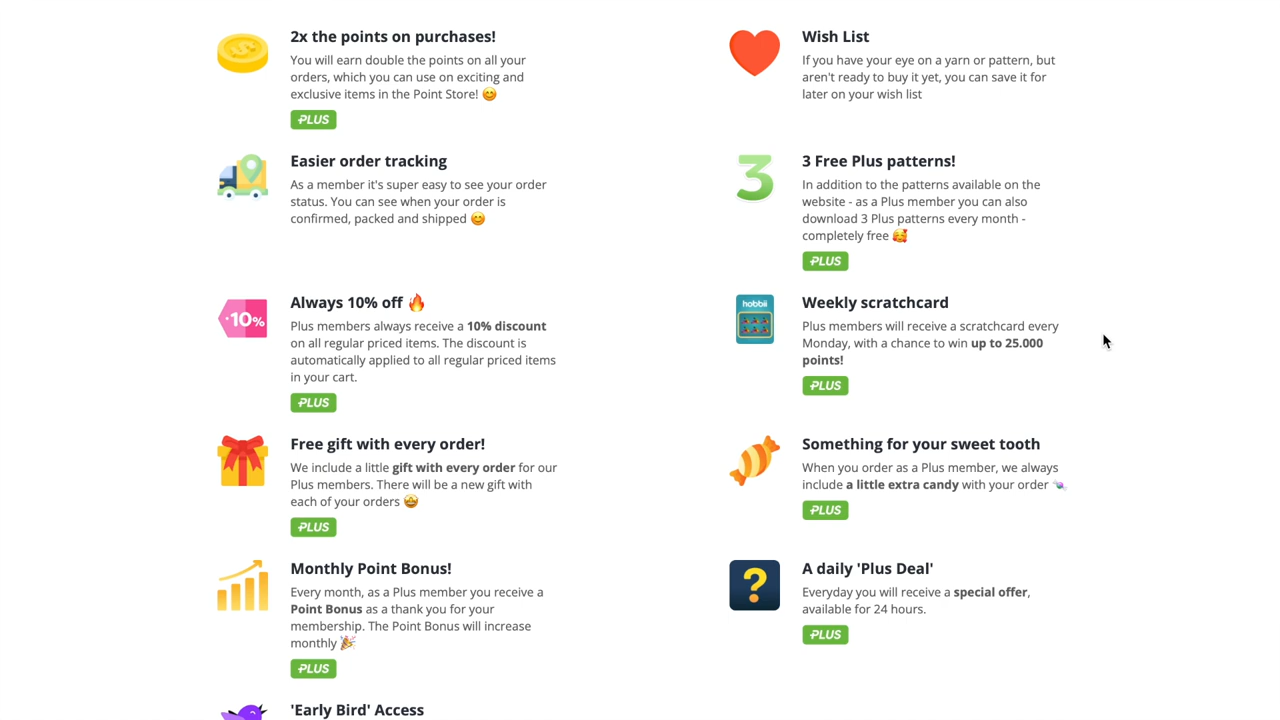 2x the points on purchases!
You will earn double the points on all your
orders, which you can use on exciting and
exclusive items in the Point Store! 😊
PLUS
Wish List
If you have your eye on a yarn or pattern, but
aren't ready to buy it yet, you can save it for
later on your wish list
Easier order tracking
As a member it's super easy to see your order
status. You can see when your order is
confirmed, packed and shipped 😊
3
3 Free Plus patterns!
In addition to the patterns available on the
website - as a Plus member you can also
download 3 Plus patterns every month -
completely free 🥰
PLUS
·10%
Always 10% off 🔥
Plus members always receive a 10% discount
on all regular priced items. The discount is
automatically applied to all regular priced items
in your cart.
PLUS
hobbii
Weekly scratchcard
Plus members will receive a scratchcard every
Monday, with a chance to win up to 25.000
points!
PLUS
Free gift with every order!
We include a little gift with every order for our
Plus members. There will be a new gift with
each of your orders 🤩
PLUS
Something for your sweet tooth
When you order as a Plus member, we always
include a little extra candy with your order 🍬
PLUS
Monthly Point Bonus!
Every month, as a Plus member you receive a
Point Bonus as a thank you for your
membership. The Point Bonus will increase
monthly 🎉
PLUS
?
A daily 'Plus Deal'
Everyday you will receive a special offer,
available for 24 hours.
PLUS
'Early Bird' Access